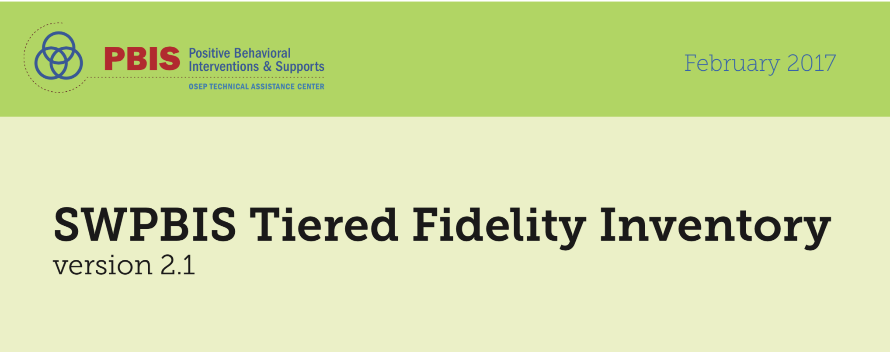 PBIS Positive Behavioral
Interventions & Supports
OSEP TECHNICAL ASSISTANCE CENTER
February 2017
SWPBIS Tiered Fidelity Inventory
version 2.1